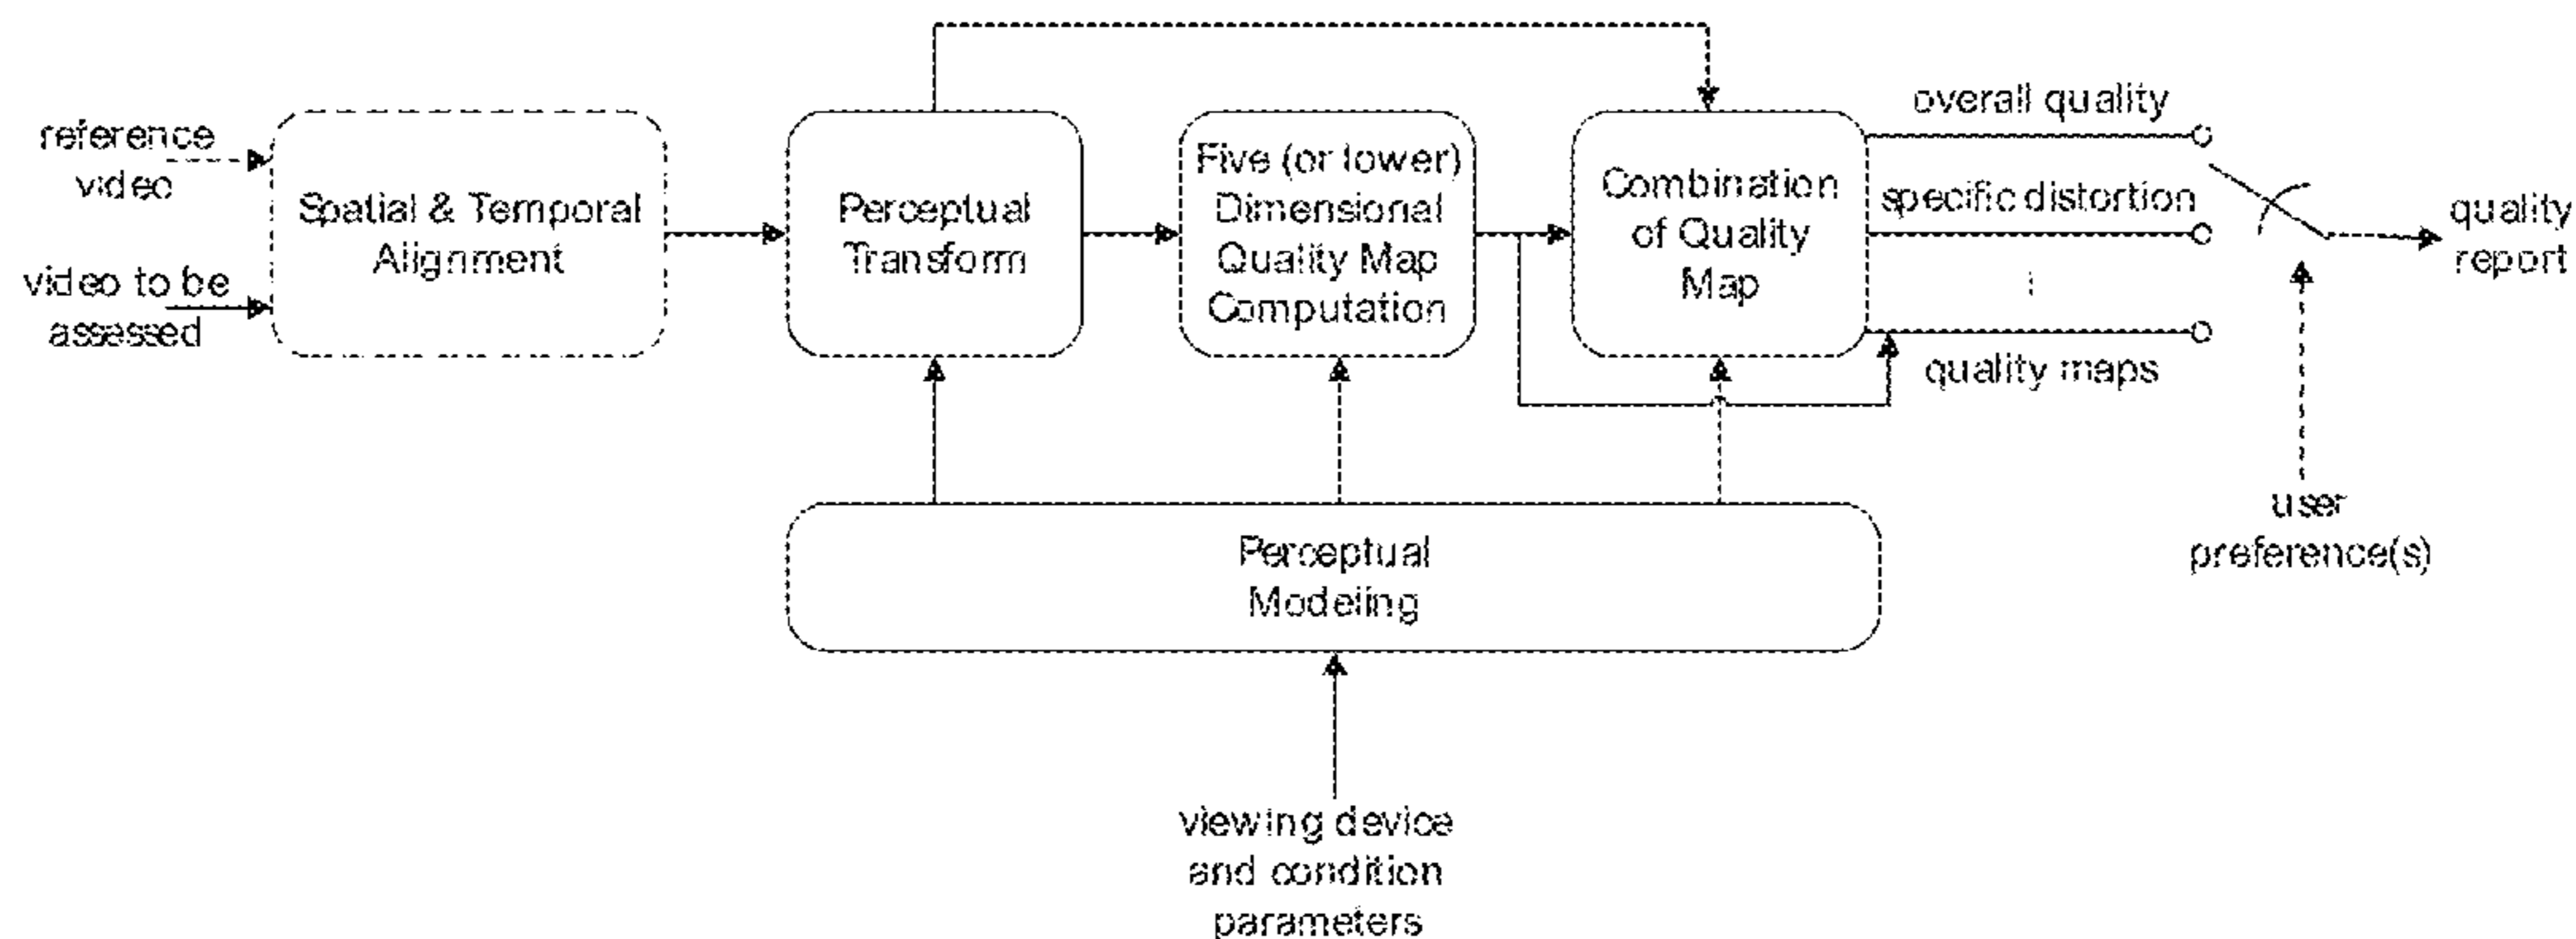 reference
video
video to be
assessed
Spatial & Temporal
Alignment
Perceptual
Transform
Five (or lower)
Dimensional
Quality Map
Computation
Combination
of Quality
Map
overall quality
specific distortion
quality maps
quality
report
user
preference(s)
Perceptual
Modeling
viewing device
and condition
parameters